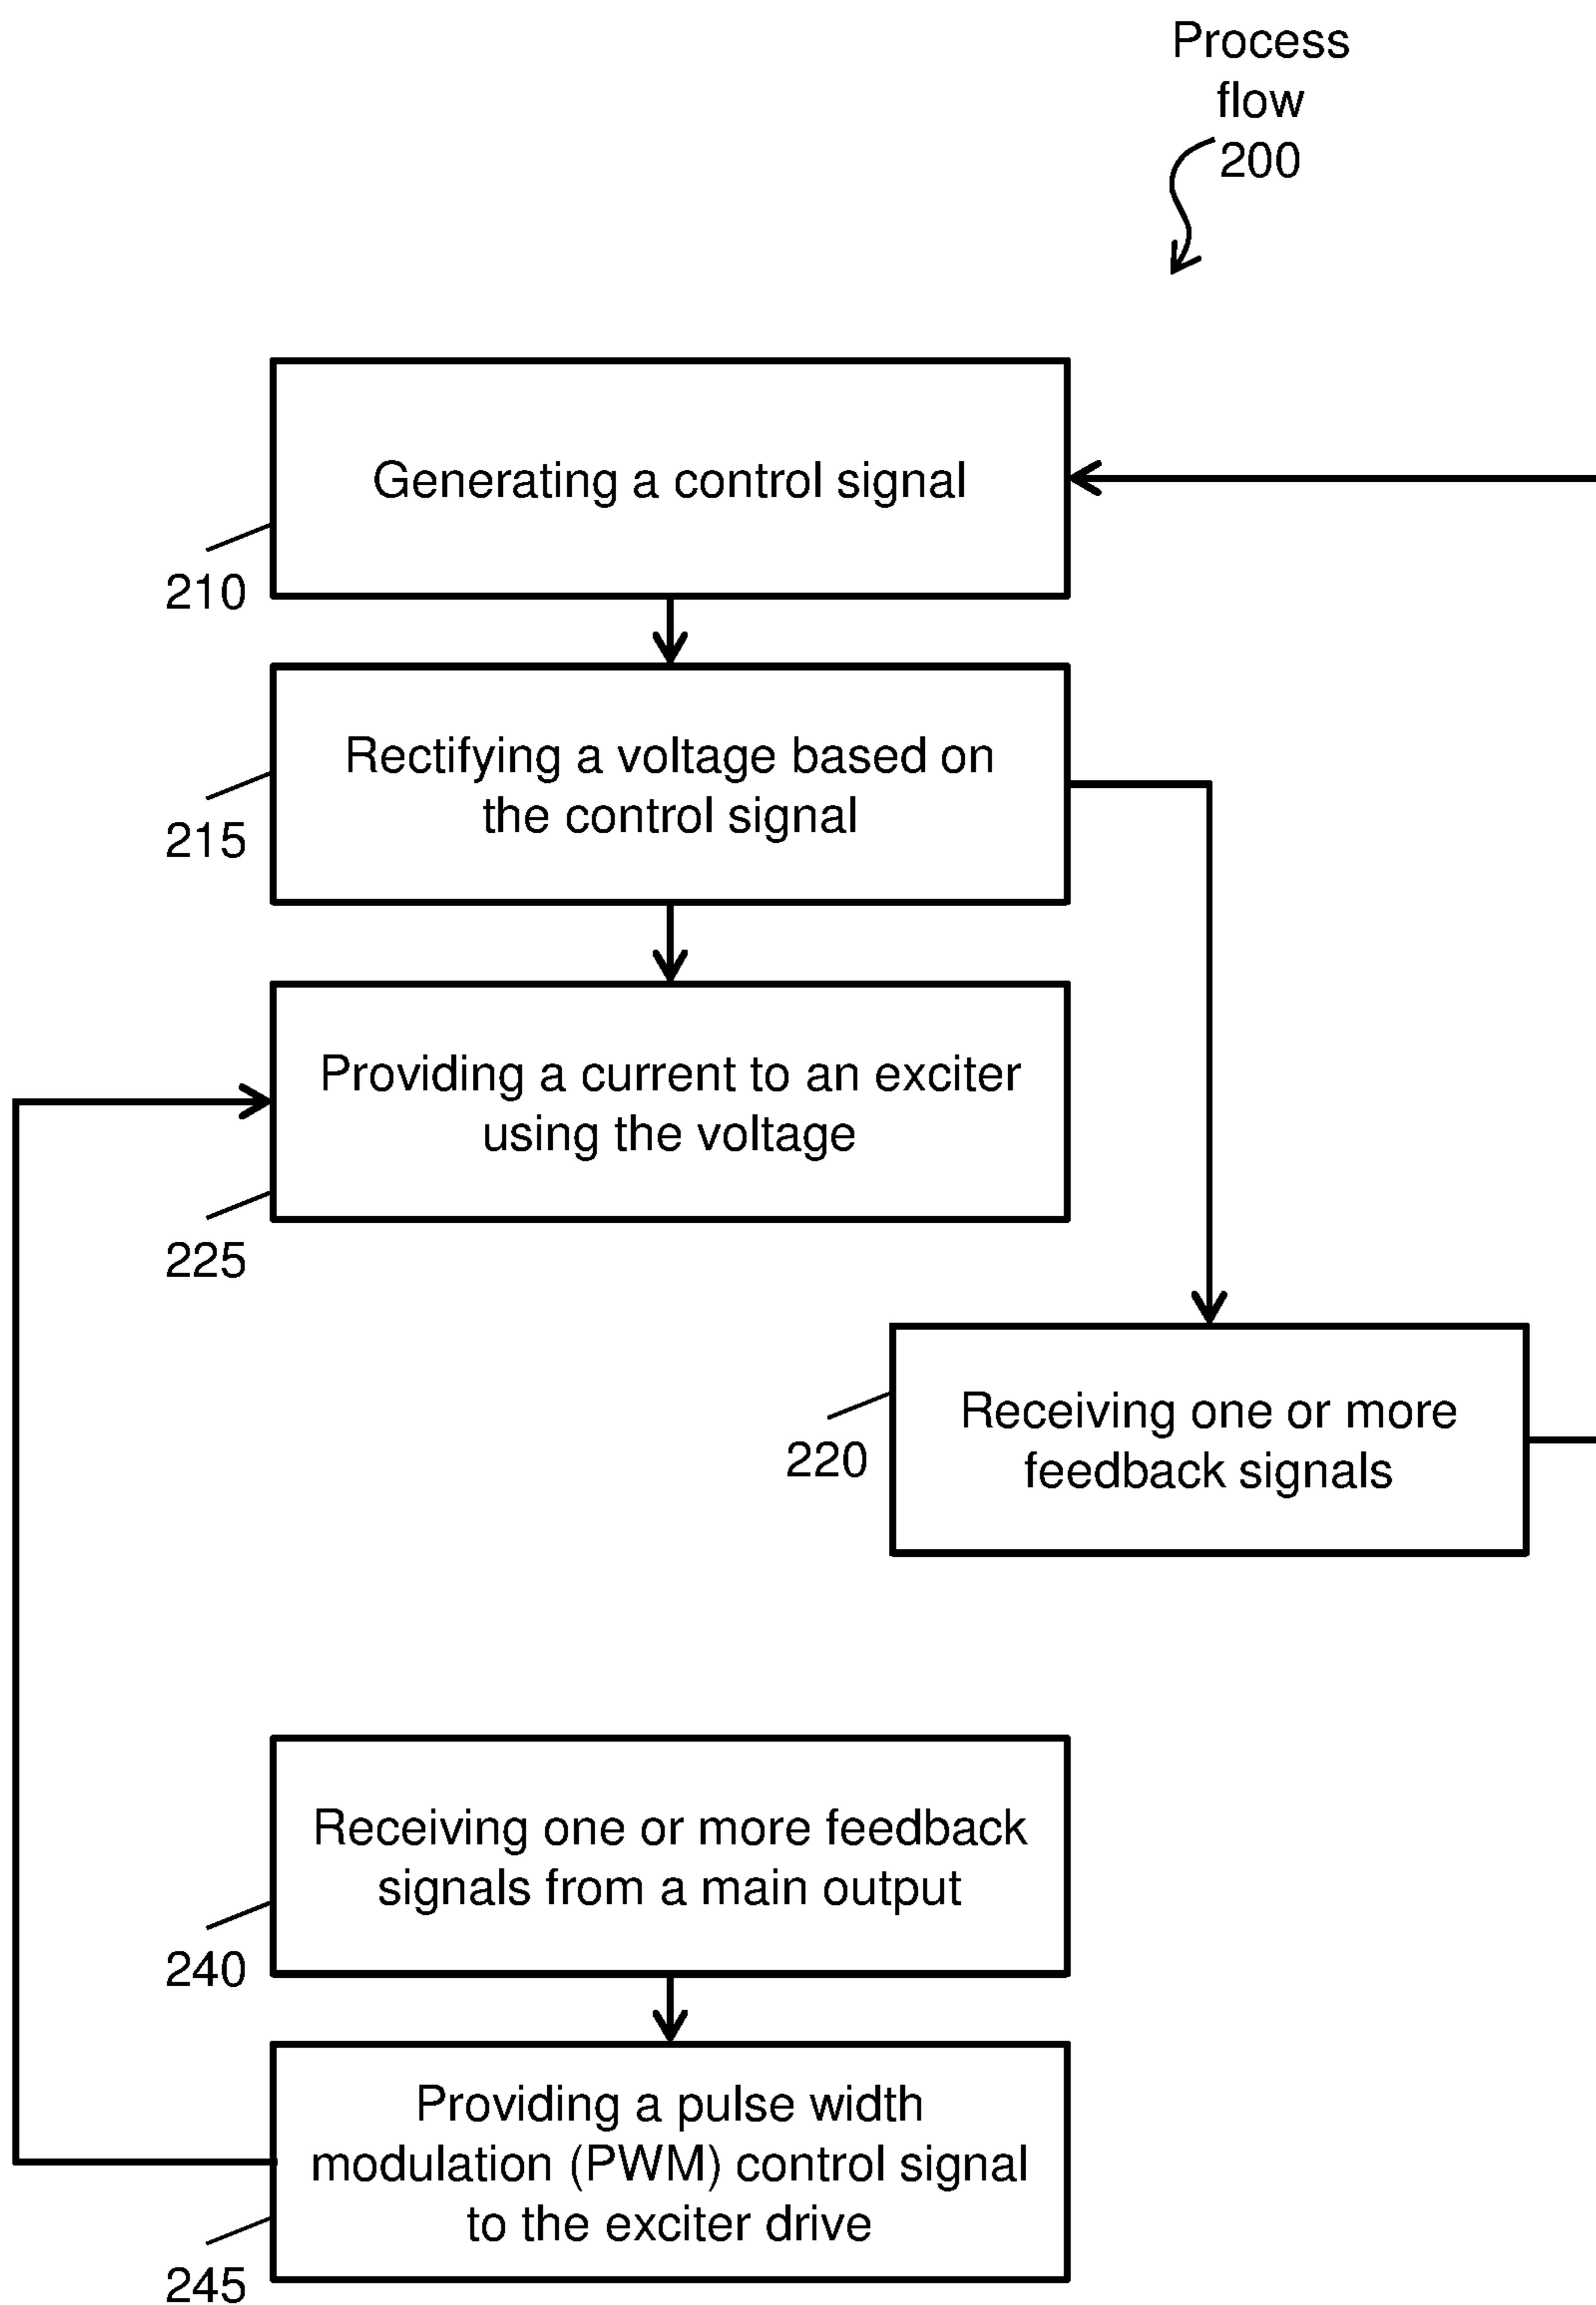 Process
flow
200
Generating a control signal
210
Rectifying a voltage based on
the control signal
215
Providing a current to an exciter
using the voltage
225
Receiving one or more
feedback signals
220
Receiving one or more feedback
signals from a main output
240
Providing a pulse width
modulation (PWM) control signal
to the exciter drive
245